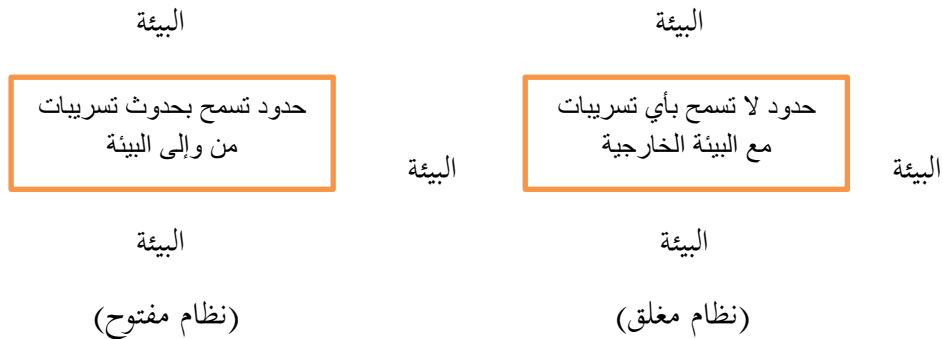 البيئة
البيئة
حدود لا تسمح بأي تسريبات
مع البيئة الخارجية
حدود تسمح بحدوث تسريبات
من وإلى البيئة
البيئة
البيئة
البيئة
البيئة
(نظام مغلق)
(نظام مفتوح)